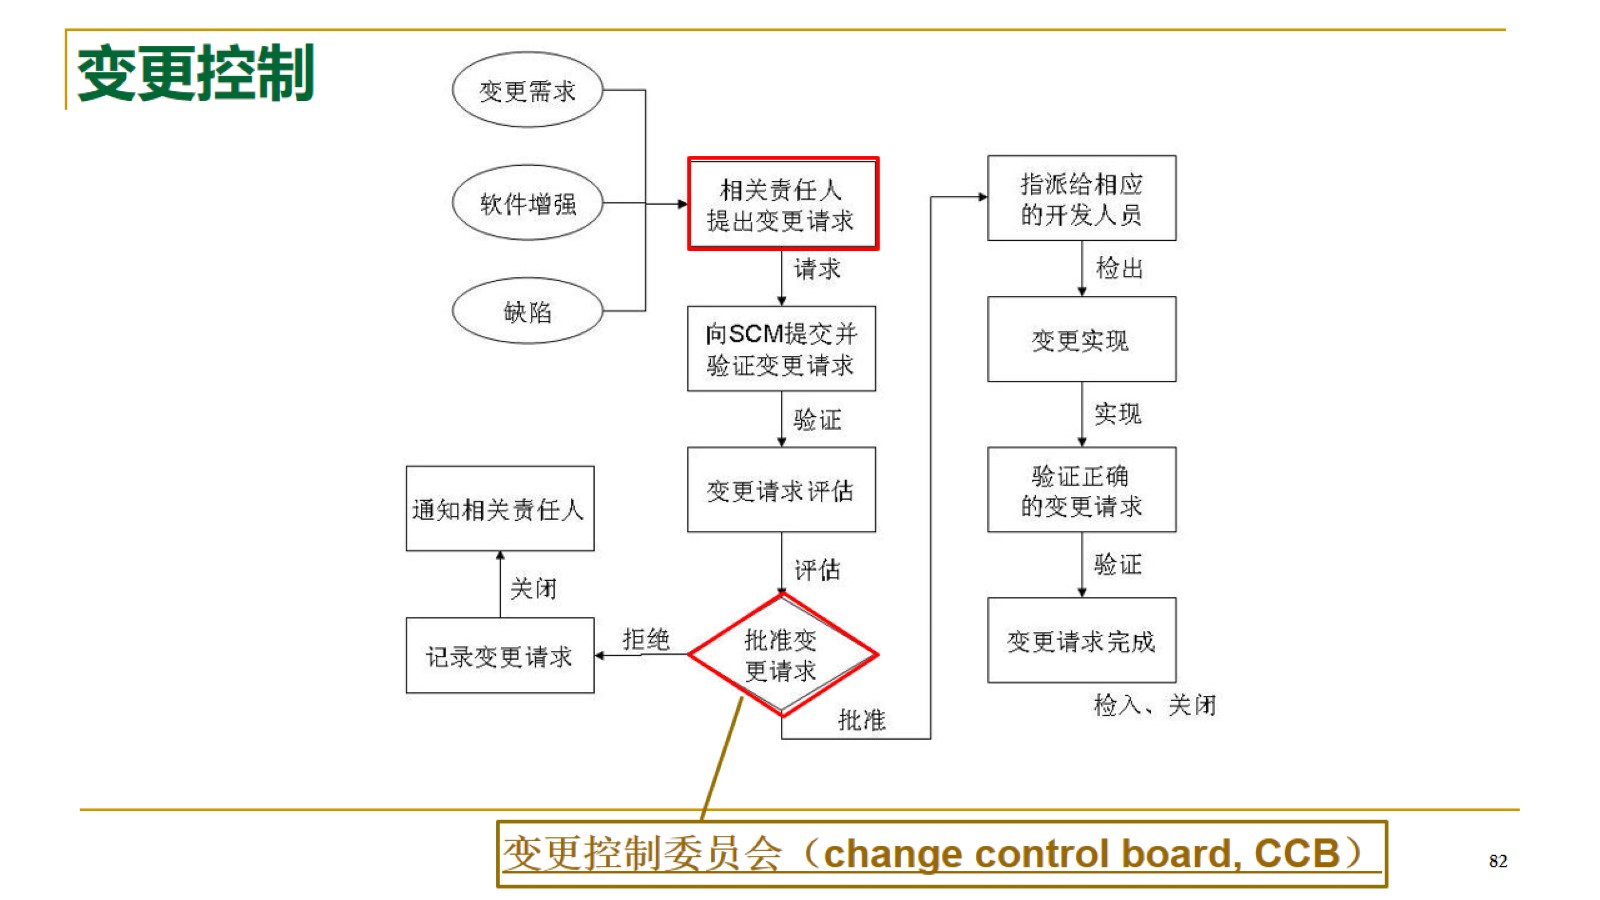 变更控制
变更需求
软件增强
缺陷
相关责任人
提出变更请求
请求
向SCM提交并
验证变更请求
验证
变更请求评估
评估
批准变
更请求
拒绝
记录变更请求
关闭
通知相关责任人
批准
指派给相应
的开发人员
检出
变更实现
实现
验证正确
的变更请求
验证
变更请求完成
检入、关闭
变更控制委员会（change control board, CCB）
82